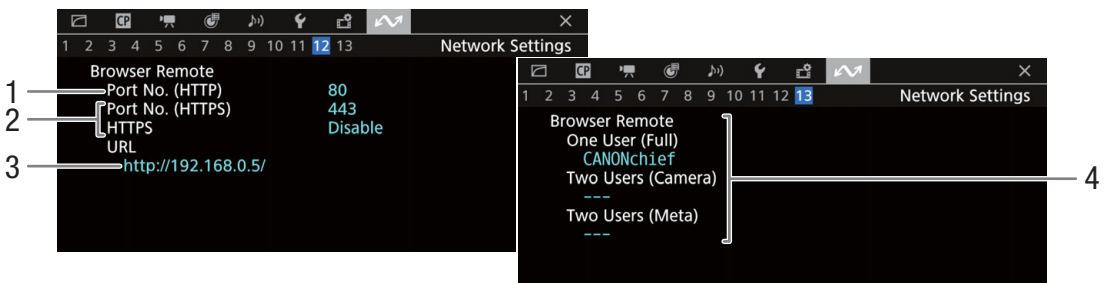 CP
1 2 3 4 5 6 7 8 9 10 11 12 13 Network Settings
Browser Remote
1 Port No. (HTTP) 80
2 Port No. (HTTPS) 443
HTTPS Disable
URL
3 http://192.168.0.5/
CP
1 2 3 4 5 6 7 8 9 10 11 12 13 Network Settings
Browser Remote
One User (Full)
CANONchief
Two Users (Camera)
---
Two Users (Meta)
---
4